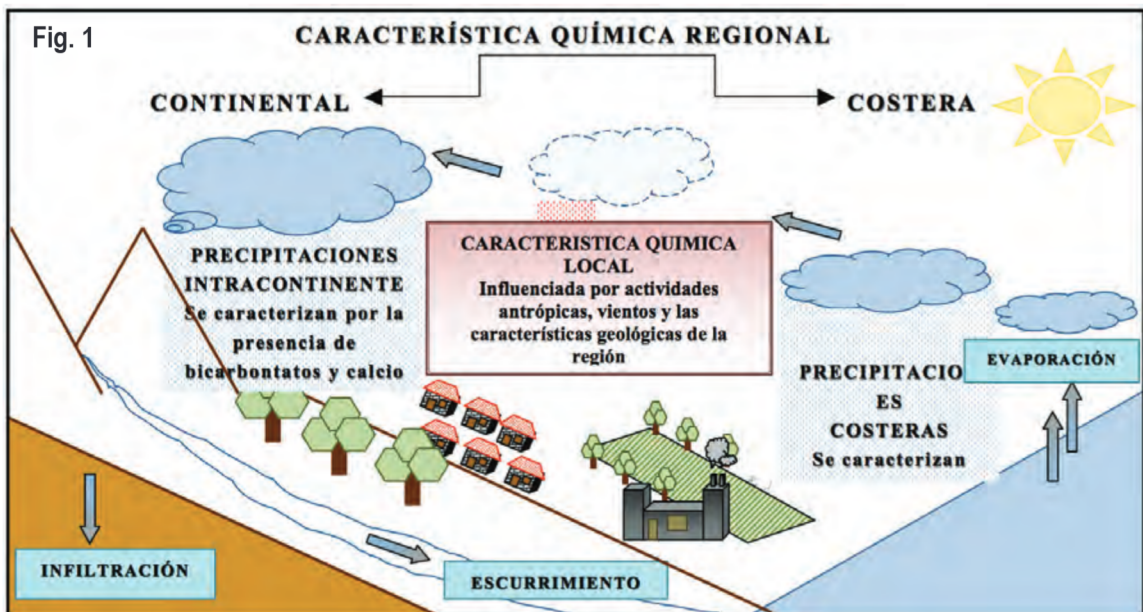 Fig. 1
CARACTERÍSTICA QUÍMICA REGIONAL
CONTINENTAL
COSTERA
PRECIPITACIONES
INTRACONTINENTE
Se caracterizan por la
presencia de
bicarbontatos y calcio
CARACTERISTICA QUIMICA
LOCAL
Influenciada por actividades
antrópicas, vientos y las
características geológicas de la
región
PRECIPITACIO
ES
COSTERAS
Se caracterizan
EVAPORACIÓN
INFILTRACIÓN
ESCURRIMIENTO